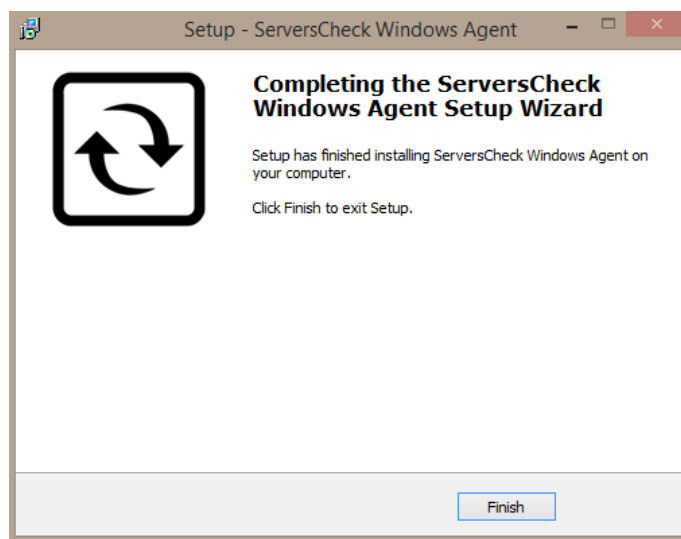 Setup - ServersCheck Windows Agent
Completing the ServersCheck
Windows Agent Setup Wizard
Setup has finished installing ServersCheck Windows Agent on
your computer.
Click Finish to exit Setup.
Finish